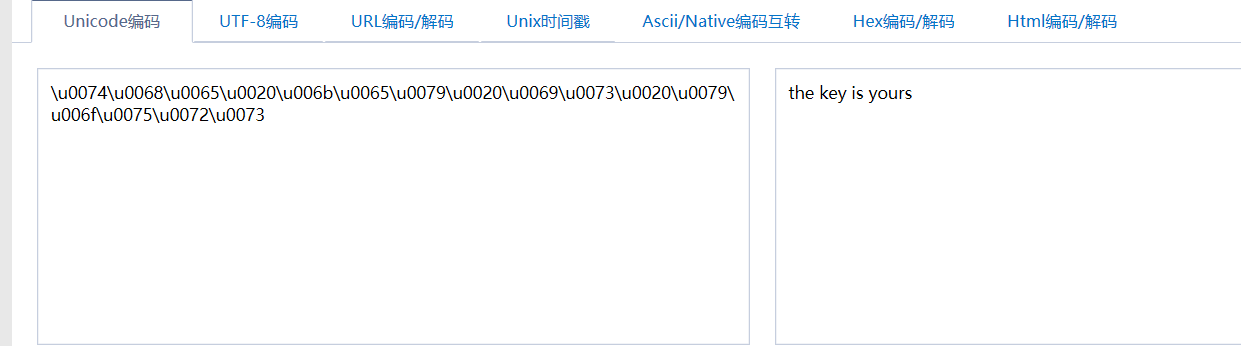 Unicode编码 UTF-8编码 URL编码/解码 Unix时间戳 Ascii/Native编码互转 Hex编码/解码 Html编码/解码
\u0074\u0068\u0065\u0020\u006b\u0065\u0079\u0020\u0069\u0073\u0020\u0079\
u006f\u0075\u0072\u0073
the key is yours